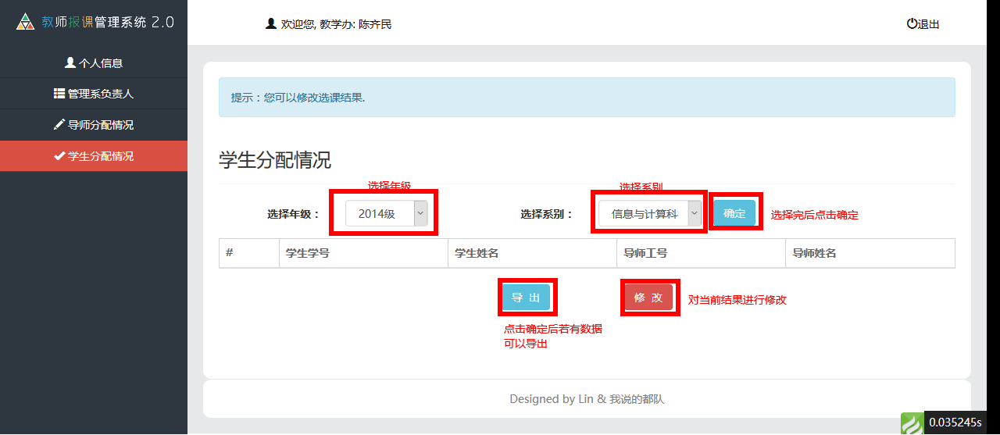 教师报课管理系统 2.0
欢迎您, 教学办: 陈齐民
退出
个人信息
管理系负责人
导师分配情况
学生分配情况
提示：您可以修改选课结果.
学生分配情况
选择年级
选择系别
选择年级：
2014级
选择系别：
信息与计算科
确定
选择完后点击确定
# 学生学号 学生姓名 导师工号 导师姓名
导 出
修 改
对当前结果进行修改
点击确定后若有数据
可以导出
Designed by Lin & 我说的都队
0.035245s